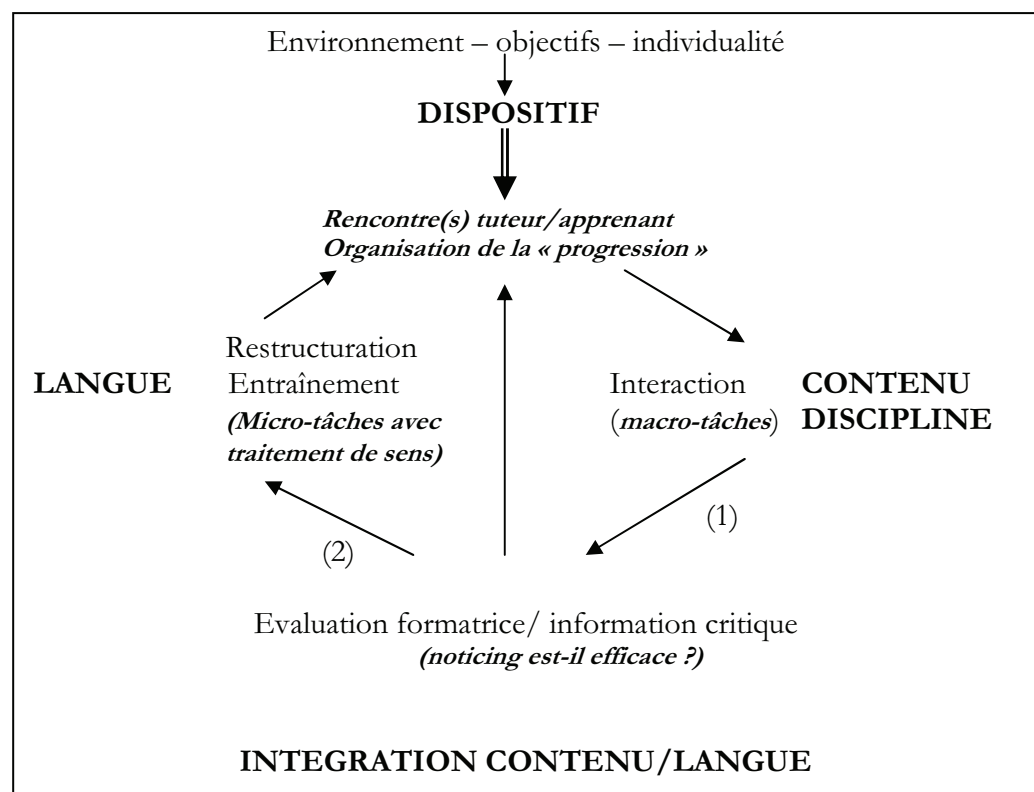 Environnement – objectifs – individualité
DISPOSITIF
Rencontre(s) tuteur/apprenant
Organisation de la « progression »
Restructuration
LANGUE Entraînement Interaction CONTENU
(Micro-tâches avec (macro-tâches) DISCIPLINE
traitement de sens)
(1)
(2)
Evaluation formatrice/ information critique
(noticing est-il efficace ?)
INTEGRATION CONTENU/LANGUE